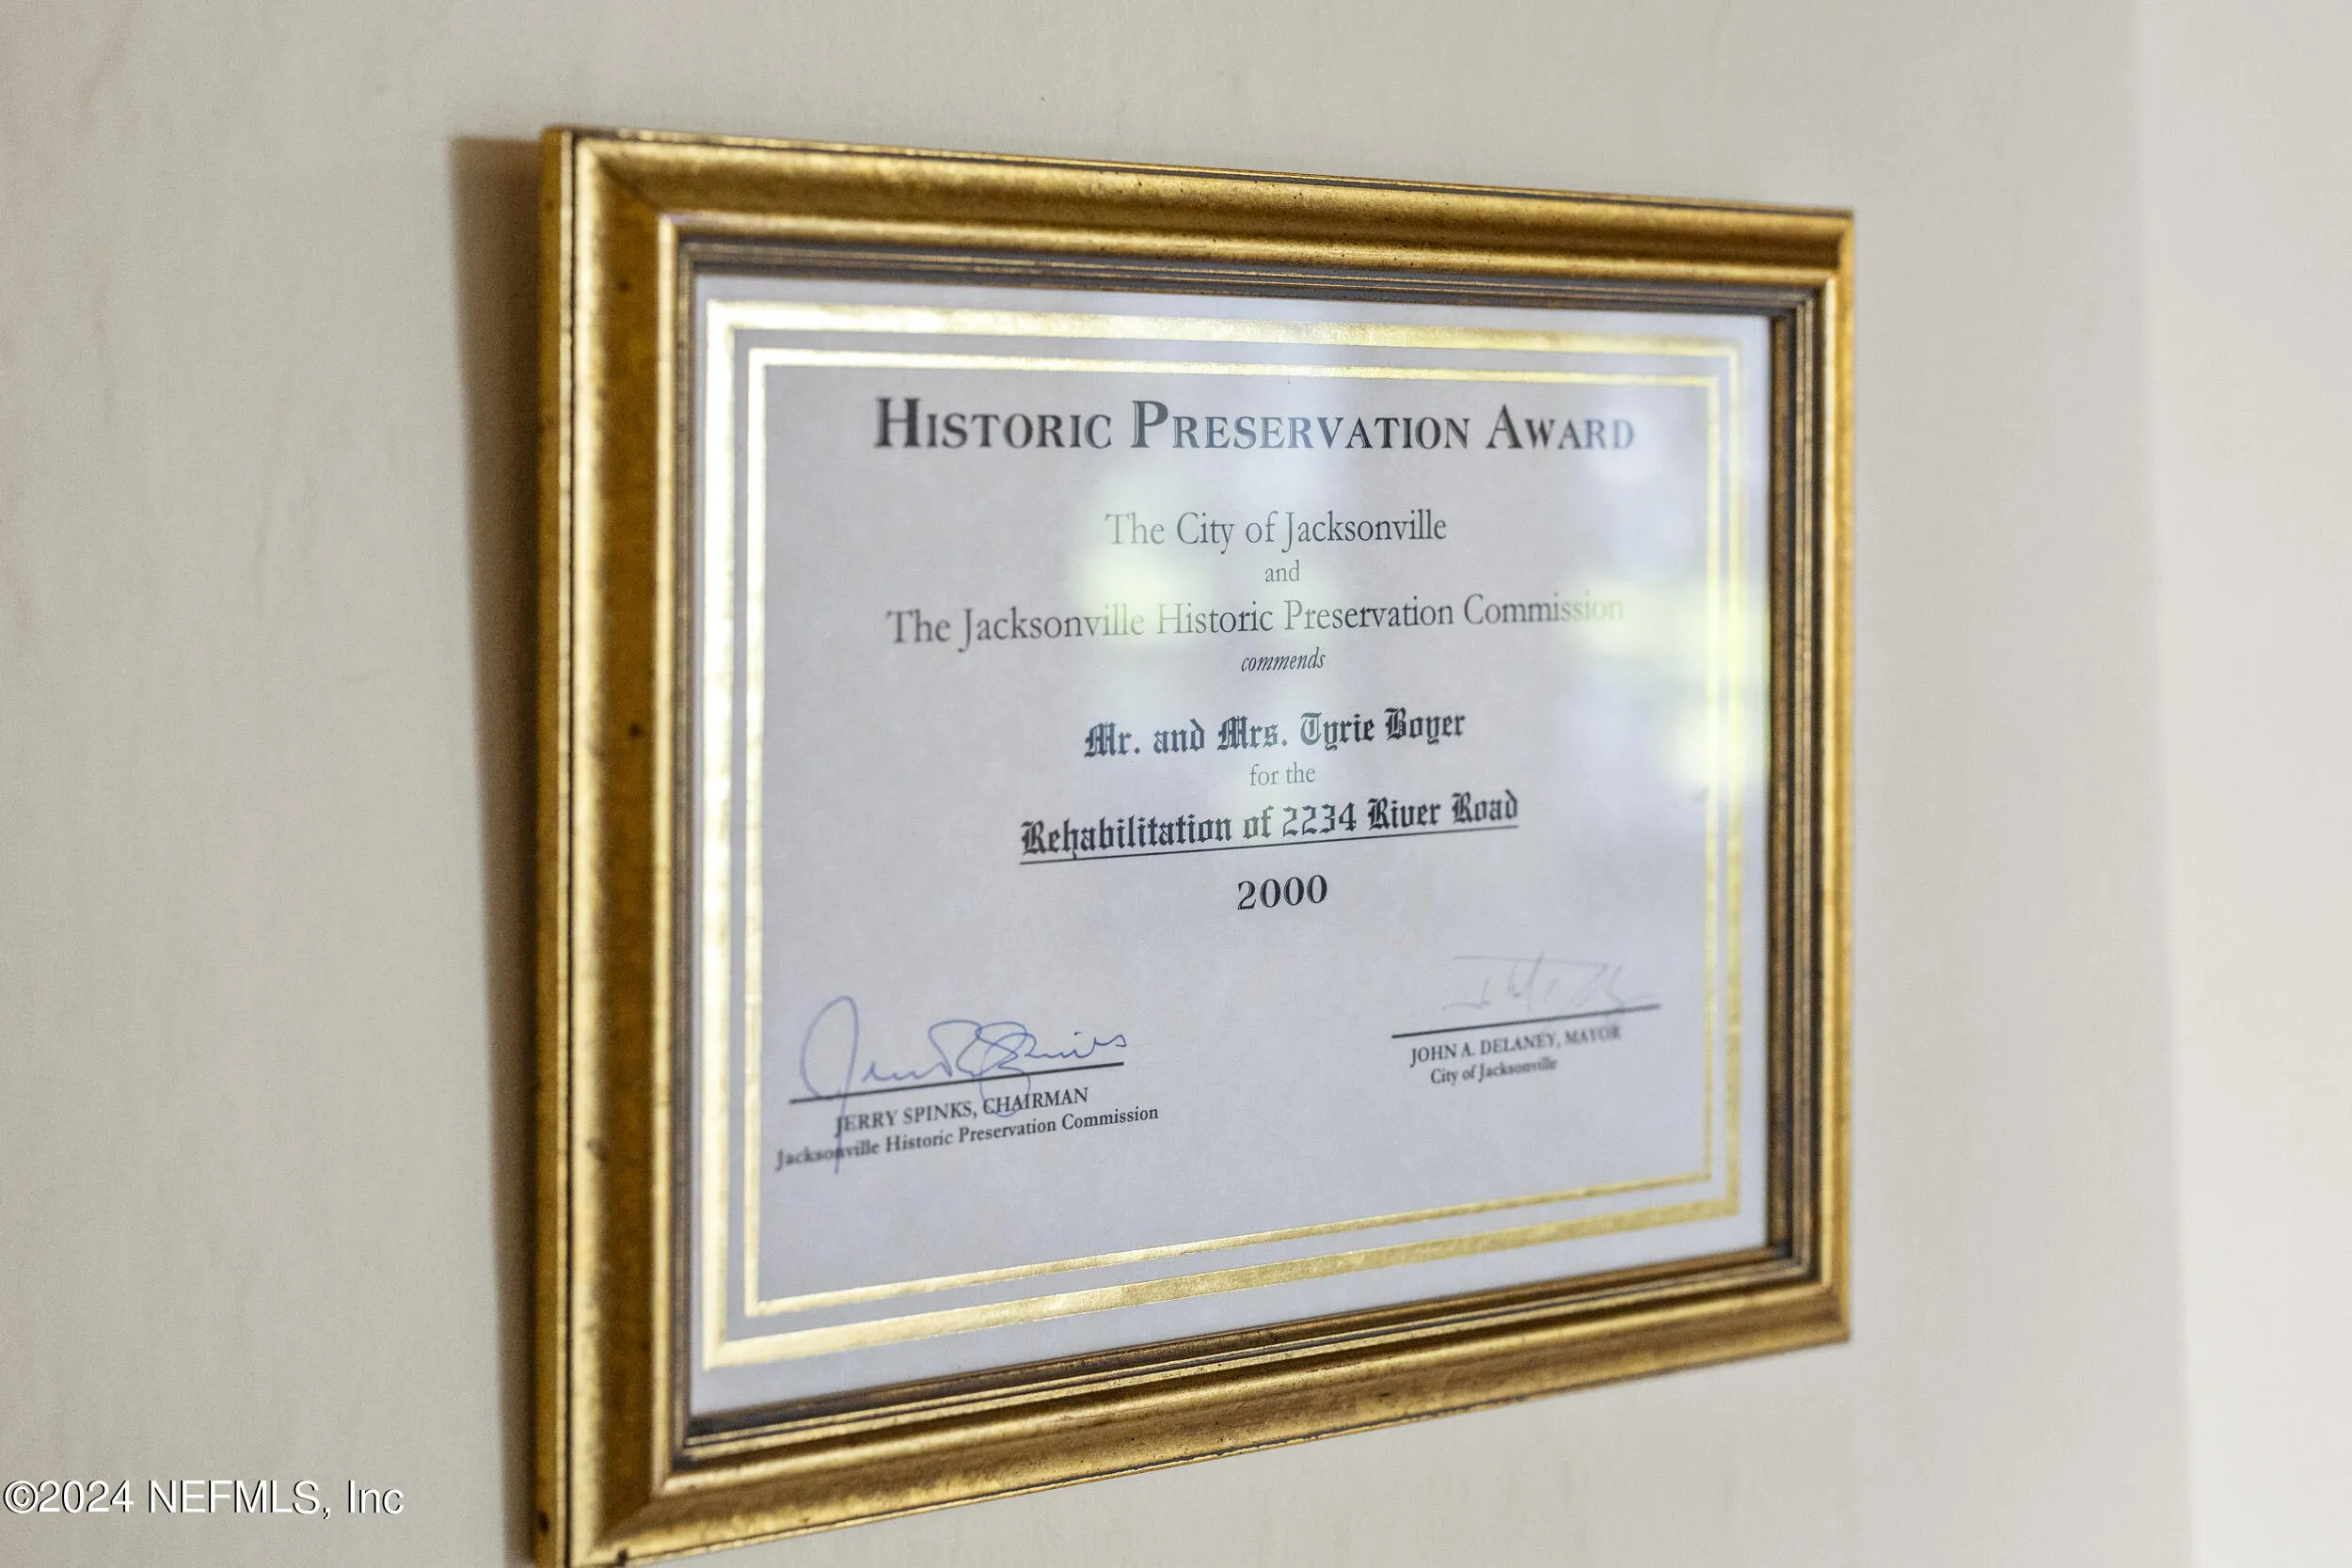 HISTORIC PRESERVATION AWARD
The City of Jacksonville
and
The Jacksonville Historic Preservation Commission
commends
Mr. and Mrs. Tyrie Boyer
for the
Rehabilitation of 2234 River Road
2000
JERRY SPINKS, CHAIRMAN
Jacksonville Historic Preservation Commission
JOHN A. DELANEY, MAYOR
City of Jacksonville
©2024 NEFMLS, Inc